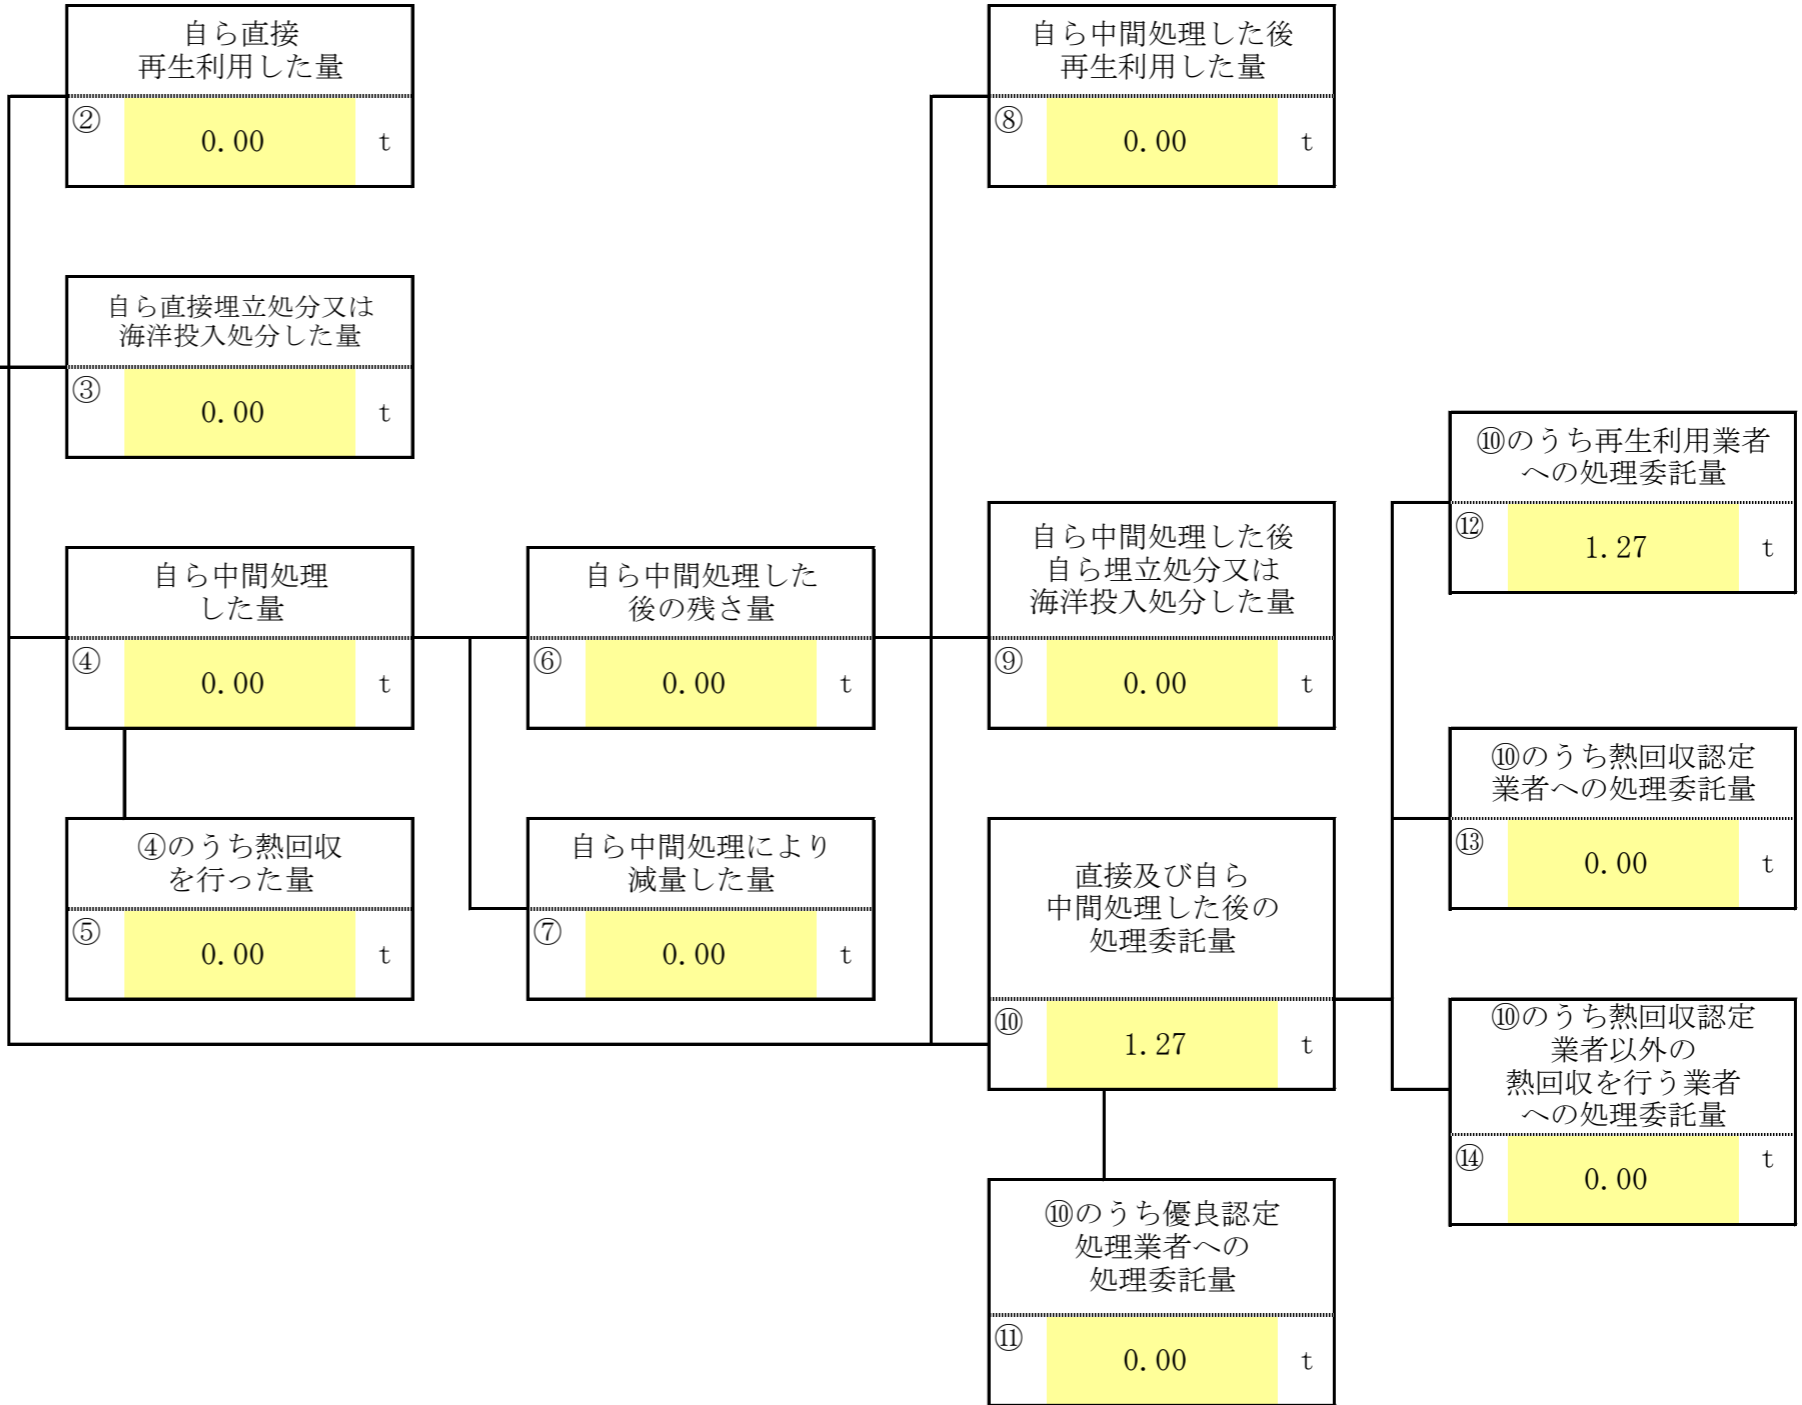 自ら直接
再生利用した量
②
0.00
t
自ら中間処理した後
再生利用した量
⑧
0.00
t
自ら直接埋立処分又は
海洋投入処分した量
③
0.00
t
⑩のうち再生利用業者
への処理委託量
⑫
1.27
t
自ら中間処理
した量
④
0.00
t
自ら中間処理した
後の残さ量
⑥
0.00
t
自ら中間処理した後
自ら埋立処分又は
海洋投入処分した量
⑨
0.00
t
⑩のうち熱回収認定
業者への処理委託量
⑬
0.00
t
④のうち熱回収
を行った量
⑤
0.00
t
自ら中間処理により
減量した量
⑦
0.00
t
直接及び自ら
中間処理した後の
処理委託量
⑩
1.27
t
⑩のうち熱回収認定
業者以外の
熱回収を行う業者
への処理委託量
⑭
0.00
t
⑩のうち優良認定
処理業者への
処理委託量
⑪
0.00
t